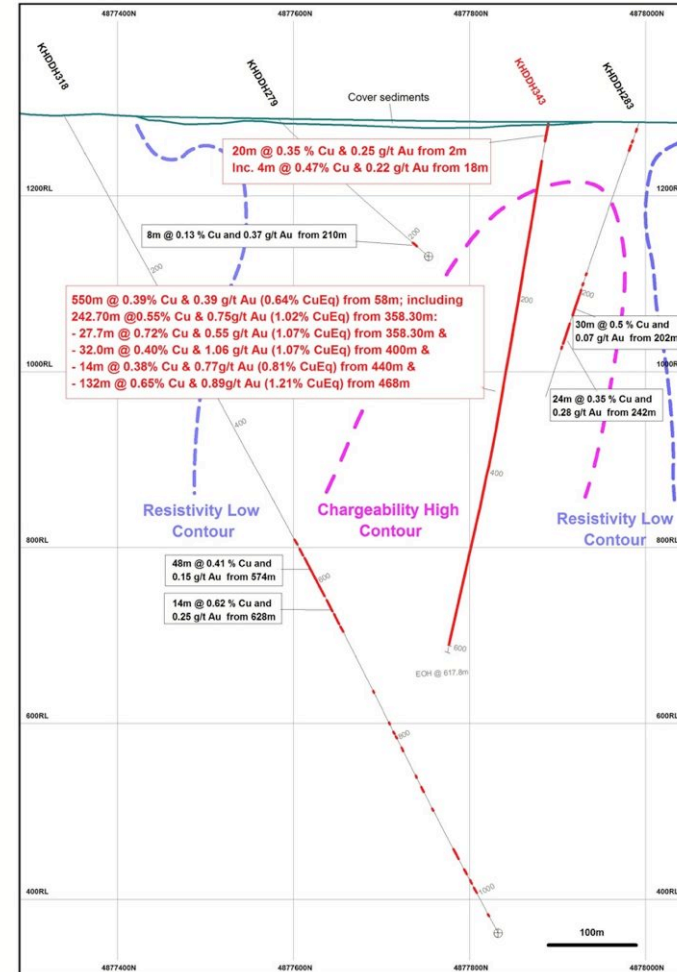 4877400N
4877600N
4877800N
4878000N
KHDDH318
KHDDH279
KHDDH343
KHDDH283
Cover sediments
20m @ 0.35 % Cu & 0.25 g/t Au from 2m
Inc. 4m @ 0.47% Cu & 0.22 g/t Au from 18m
1200RL
1200RL
8m @ 0.13 % Cu and 0.37 g/t Au from 210m
200
200
200
200
550m @ 0.39% Cu & 0.39 g/t Au (0.64% CuEq) from 58m; including
242.70m @0.55% Cu & 0.75g/t Au (1.02% CuEq) from 358.30m:
- 27.7m @ 0.72% Cu & 0.55 g/t Au (1.07% CuEq) from 358.30m &
- 32.0m @ 0.40% Cu & 1.06 g/t Au (1.07% CuEq) from 400m &
- 14m @ 0.38% Cu & 0.77g/t Au (0.81% CuEq) from 440m &
- 132m @ 0.65% Cu & 0.89g/t Au (1.21% CuEq) from 468m
30m @ 0.5 % Cu and
0.07 g/t Au from 202m
1000RL
1000RL
24m @ 0.35 % Cu and
0.28 g/t Au from 242m
400
400
Resistivity Low
Contour
Chargeability High
Contour
Resistivity Low
Contour
800RL
800RL
48m @ 0.41 % Cu and
0.15 g/t Au from 574m
600
14m @ 0.62 % Cu and
0.25 g/t Au from 628m
600
EOH @ 617.8m
600RL
600RL
800
400RL
400RL
1000
100m
4877400N
4877600N
4877800N
4878000N